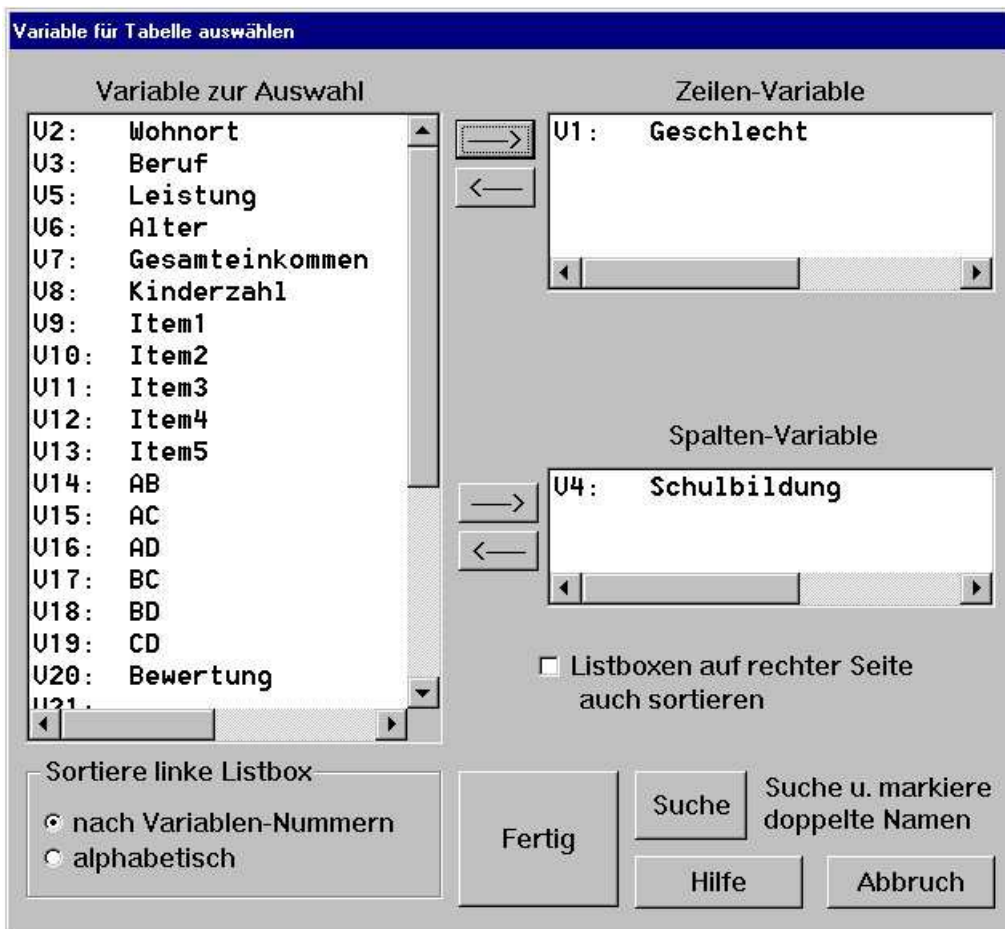 Variable für Tabelle auswählen
Variable zur Auswahl
V2: Wohnort
V3: Beruf
V5: Leistung
V6: Alter
V7: Gesamteinkommen
V8: Kinderzahl
V9: Item1
V10: Item2
V11: Item3
V12: Item4
V13: Item5
V14: AB
V15: AC
V16: AD
V17: BC
V18: BD
V19: CD
V20: Bewertung
V21:
Sortiere linke Listbox
nach Variablen-Nummern
alphabetisch
Zeilen-Variable
V1: Geschlecht
Spalten-Variable
V4: Schulbildung
Listboxen auf rechter Seite
auch sortieren
Fertig
Suche
Suche u. markiere
doppelte Namen
Hilfe
Abbruch